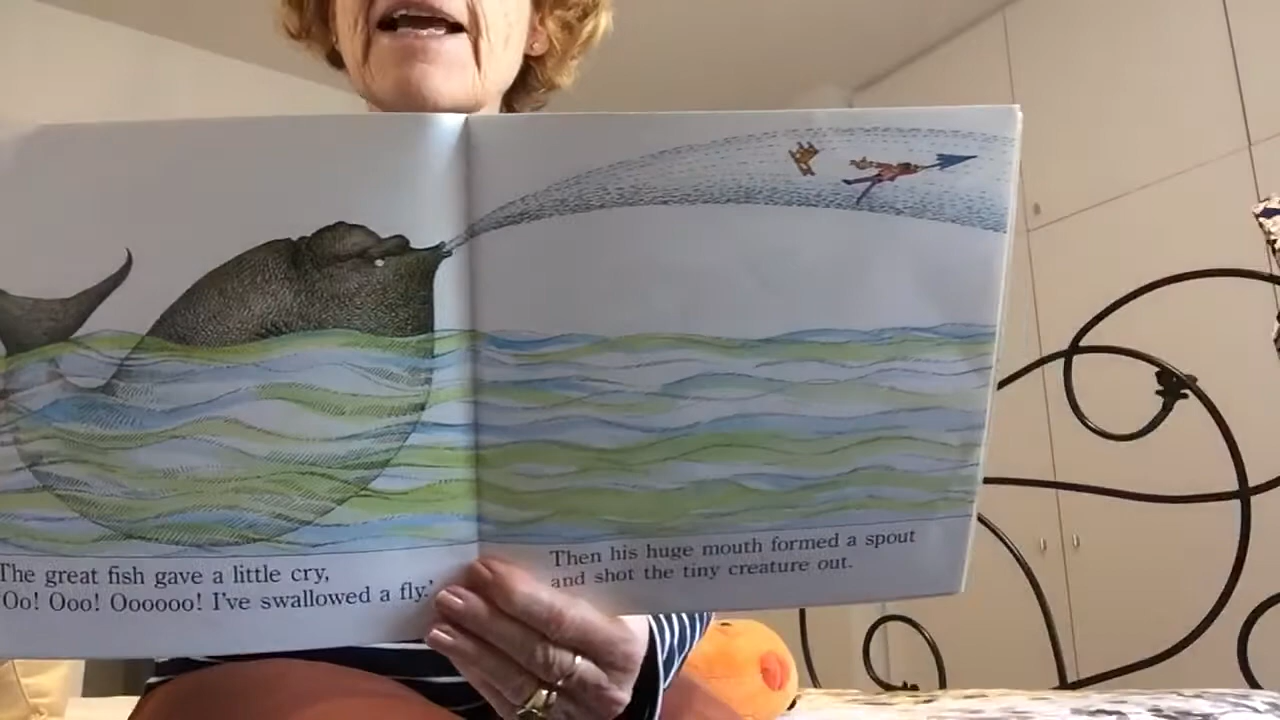 The great fish gave a little cry,
'Oo! Ooo! Oooooo! I've swallowed a fly.'
Then his huge mouth formed a spout
and shot the tiny creature out.